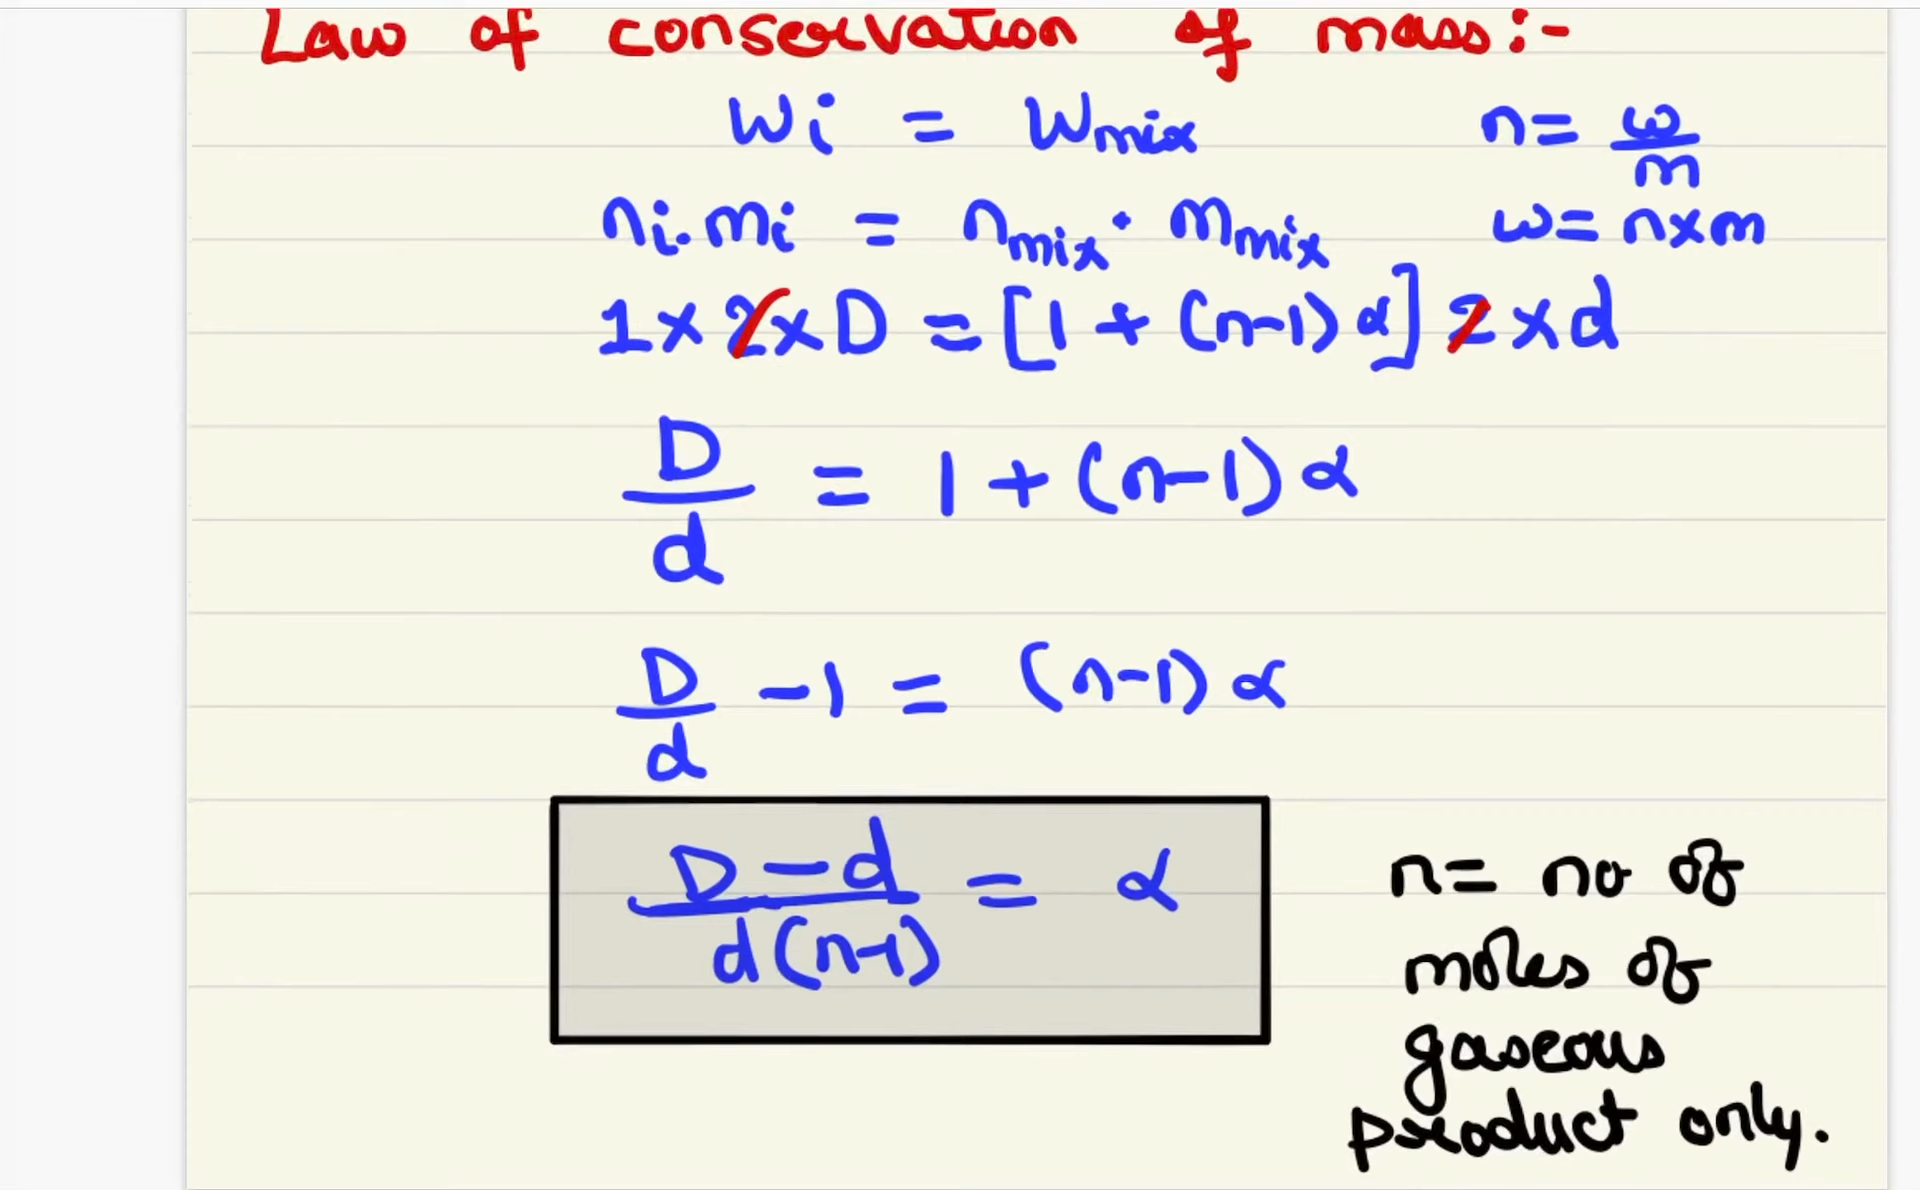 Law of conservation of mass:-
Wi = Wmix n= w/m
ni.mi = nmix · mmix w= n×m
1×2×D = [1 + (n-1)α] 2×d
D/d = 1+(n-1)α
D/d -1 = (n-1)α
D-d/d(n-1) = α
n= no of
moles of
gaseous
product only.